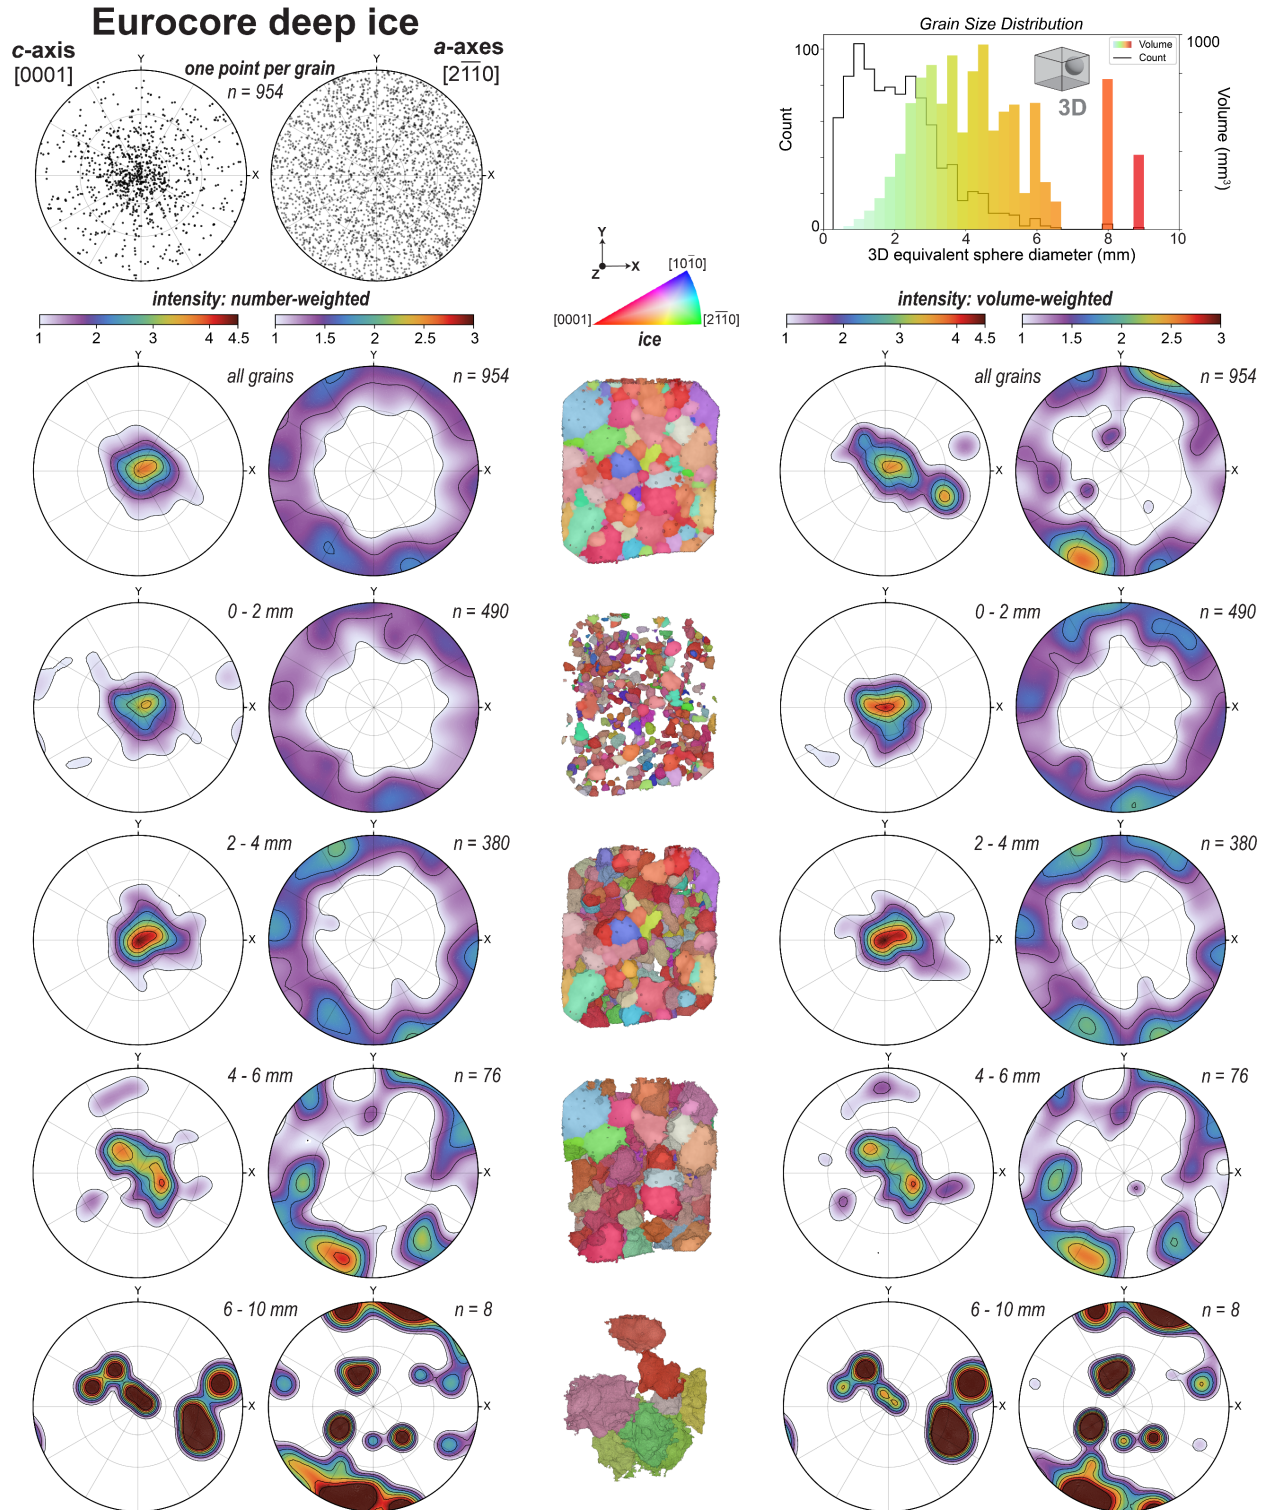 Eurocore deep ice
c-axis
[0001]
one point per grain
n = 954
a-axes
[2110]
Y
Y
X
X
Grain Size Distribution
Volume
Count
3D
100
0
Count
1000
0
Volume (mm³)
0 2 4 6 8 10
3D equivalent sphere diameter (mm)
Y
X
Z
[1010]
[0001]
[2110]
ice
intensity: number-weighted
1 2 3 4 4.5
1 1.5 2 2.5 3
intensity: volume-weighted
1 2 3 4 4.5
1 1.5 2 2.5 3
Y
all grains
Y
n = 954
X
X
Y
all grains
Y
n = 954
X
X
Y
0 - 2 mm
Y
n = 490
X
X
Y
0 - 2 mm
Y
n = 490
X
X
Y
2 - 4 mm
Y
n = 380
X
X
Y
2 - 4 mm
Y
n = 380
X
X
Y
4 - 6 mm
Y
n = 76
X
X
Y
4 - 6 mm
Y
n = 76
X
X
Y
6 - 10 mm
Y
n = 8
X
X
Y
6 - 10 mm
Y
n = 8
X
X